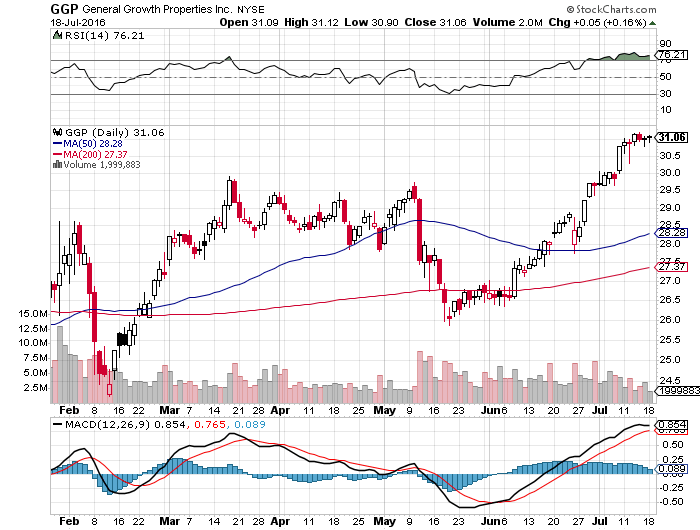 GGP General Growth Properties Inc. NYSE © StockCharts.com
18-Jul-2016 Open 31.09 High 31.12 Low 30.90 Close 31.06 Volume 2.0M Chg +0.05 (+0.16%)
RSI(14) 76.21
90
76.21
50
30
10
GGP (Daily) 31.06
MA(50) 28.28
MA(200) 27.37
Volume 1,999,883
31.06
30.5
30.0
29.5
29.0
28.5
28.28
28.0
27.37
27.0
26.5
26.0
25.5
25.0
24.5
1999883
15.0M
12.5M
10.0M
7.5M
5.0M
2.5M
Feb 8 16 22 Mar 7 14 21 28 Apr 11 18 25 May 9 16 23 Jun 6 13 20 27 Jul 11 18
MACD(12,26,9) 0.854, 0.765, 0.089
0.854
0.50
0.25
0.089
-0.25
-0.50
Feb 8 16 22 Mar 7 14 21 28 Apr 11 18 25 May 9 16 23 Jun 6 13 20 27 Jul 11 18